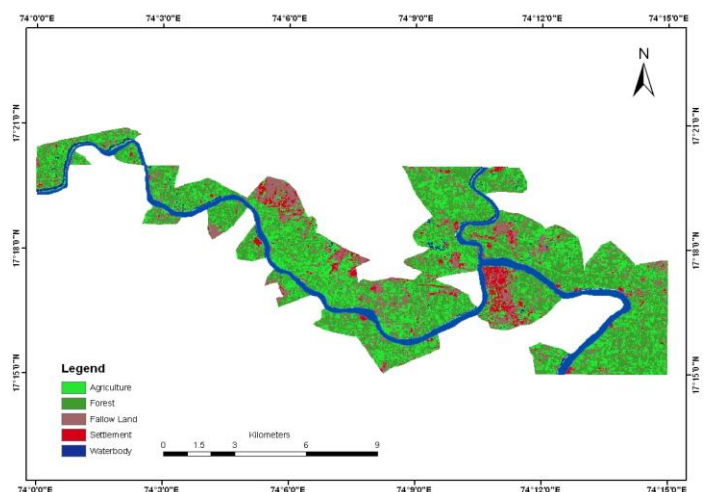 74°0'0"E 74°3'0"E 74°6'0"E 74°9'0"E 74°12'0"E 74°15'0"E
N
17°21'0"N 17°21'0"N
17°18'0"N 17°18'0"N
17°15'0"N 17°15'0"N
Legend
Agriculture
Forest
Fallow Land
Settlement
Waterbody
Kilometers
0 1.5 3 6 9
74°0'0"E 74°3'0"E 74°6'0"E 74°9'0"E 74°12'0"E 74°15'0"E